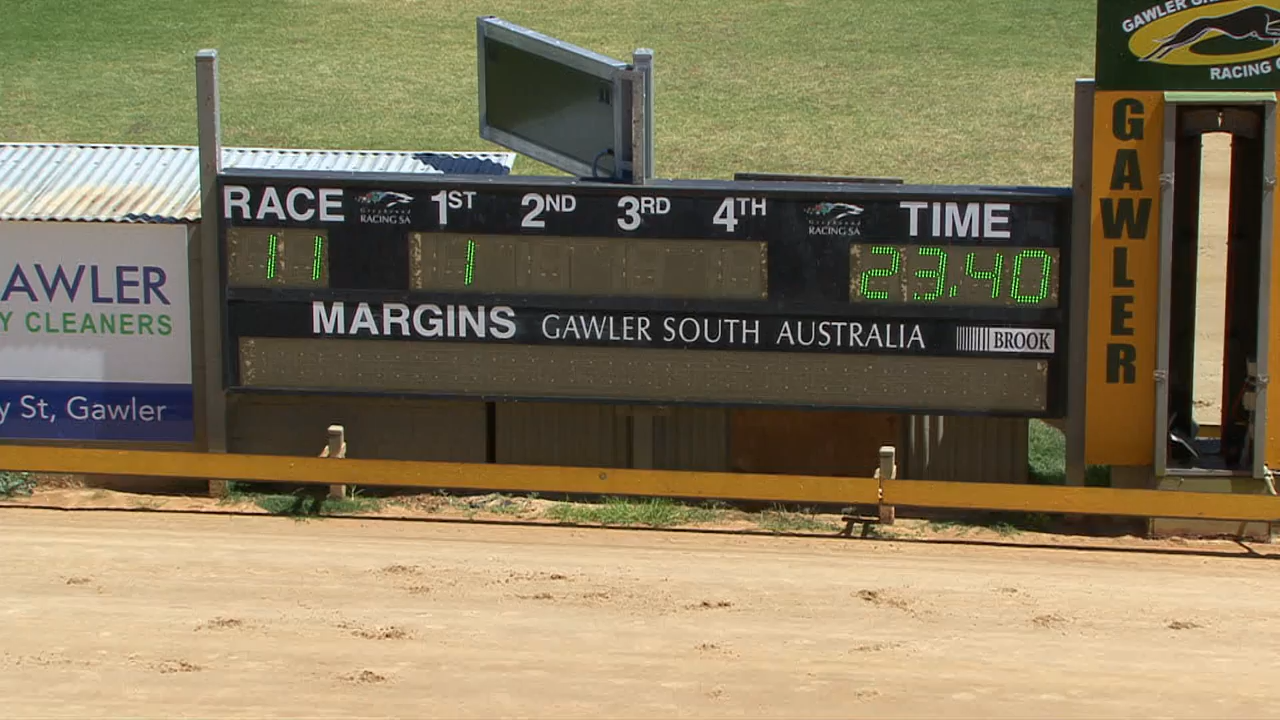 GAWLER
RACING
RACE 1ST 2ND 3RD 4TH TIME
Greyhound RACING SA
Greyhound RACING SA
11 1 23.40
MARGINS GAWLER SOUTH AUSTRALIA BROOK
AWLER
Y CLEANERS
y St, Gawler
GAWLER